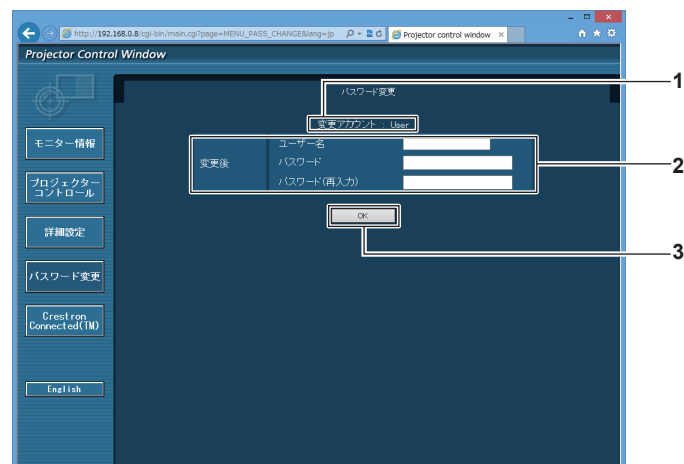 http://192.168.0.8/cgi-bin/main.cgi?page=MENU_PASS_CHANGE&lang=jp
Projector control window
Projector Control Window
パスワード変更
1
変更アカウント : User
モニター情報
変更後
ユーザー名
パスワード
パスワード(再入力)
2
プロジェクター
コントロール
OK
詳細設定
3
パスワード変更
Crestron
Connected(TM)
English